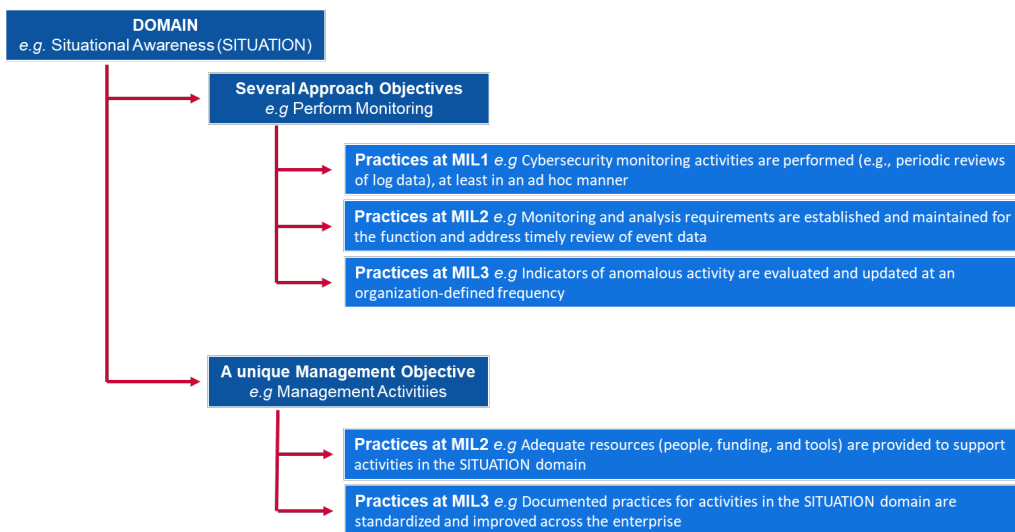 DOMAIN
e.g. Situational Awareness (SITUATION)
Several Approach Objectives
e.g Perform Monitoring
Practices at MIL1 e.g Cybersecurity monitoring activities are performed (e.g., periodic reviews
of log data), at least in an ad hoc manner
Practices at MIL2 e.g Monitoring and analysis requirements are established and maintained for
the function and address timely review of event data
Practices at MIL3 e.g Indicators of anomalous activity are evaluated and updated at an
organization-defined frequency
A unique Management Objective
e.g Management Activitiies
Practices at MIL2 e.g Adequate resources (people, funding, and tools) are provided to support
activities in the SITUATION domain
Practices at MIL3 e.g Documented practices for activities in the SITUATION domain are
standardized and improved across the enterprise